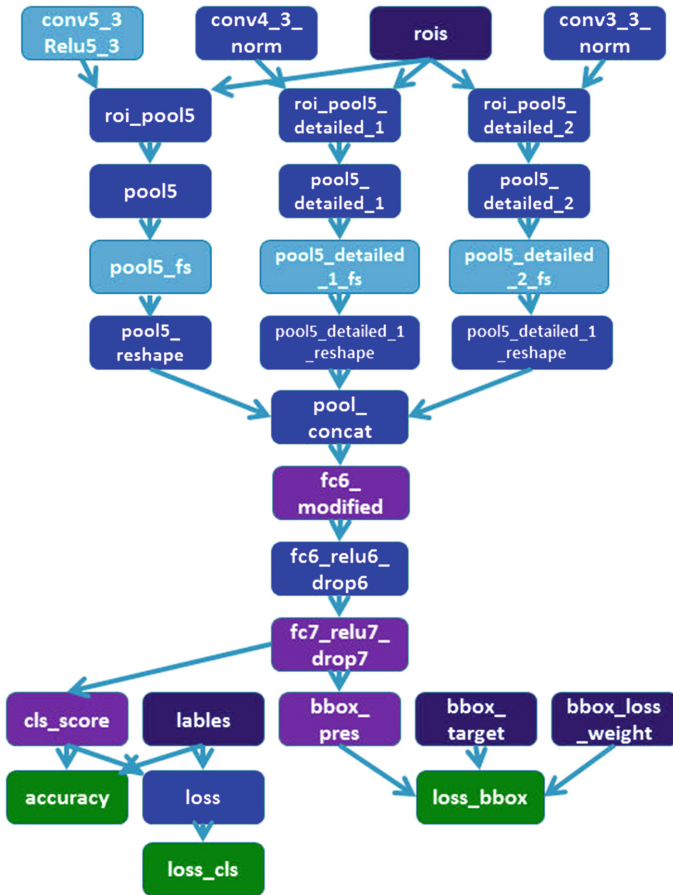 conv5_3
Relu5_3
conv4_3_
norm
rois
conv3_3_
norm
roi_pool5
roi_pool5_
detailed_1
roi_pool5_
detailed_2
pool5
pool5_
detailed_1
pool5_
detailed_2
pool5_fs
pool5_detailed
_1_fs
pool5_detailed
_2_fs
pool5_
reshape
pool5_detailed_1
_reshape
pool5_detailed_1
_reshape
pool_
concat
fc6_
modified
fc6_relu6_
drop6
fc7_relu7_
drop7
cls_score
lables
bbox_
pres
bbox_
target
bbox_loss
_weight
accuracy
loss
loss_bbox
loss_cls